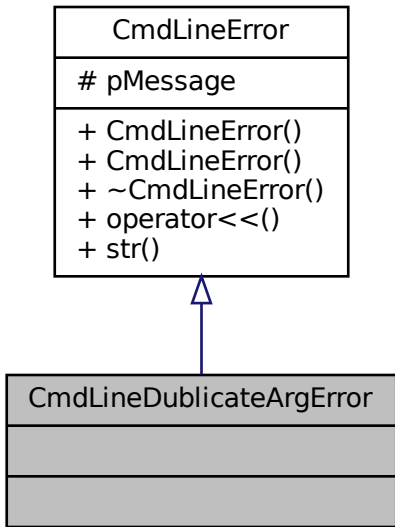 CmdLineError
# pMessage
+ CmdLineError()
+ CmdLineError()
+ ~CmdLineError()
+ operator<<()
+ str()
CmdLineDublicateArgError